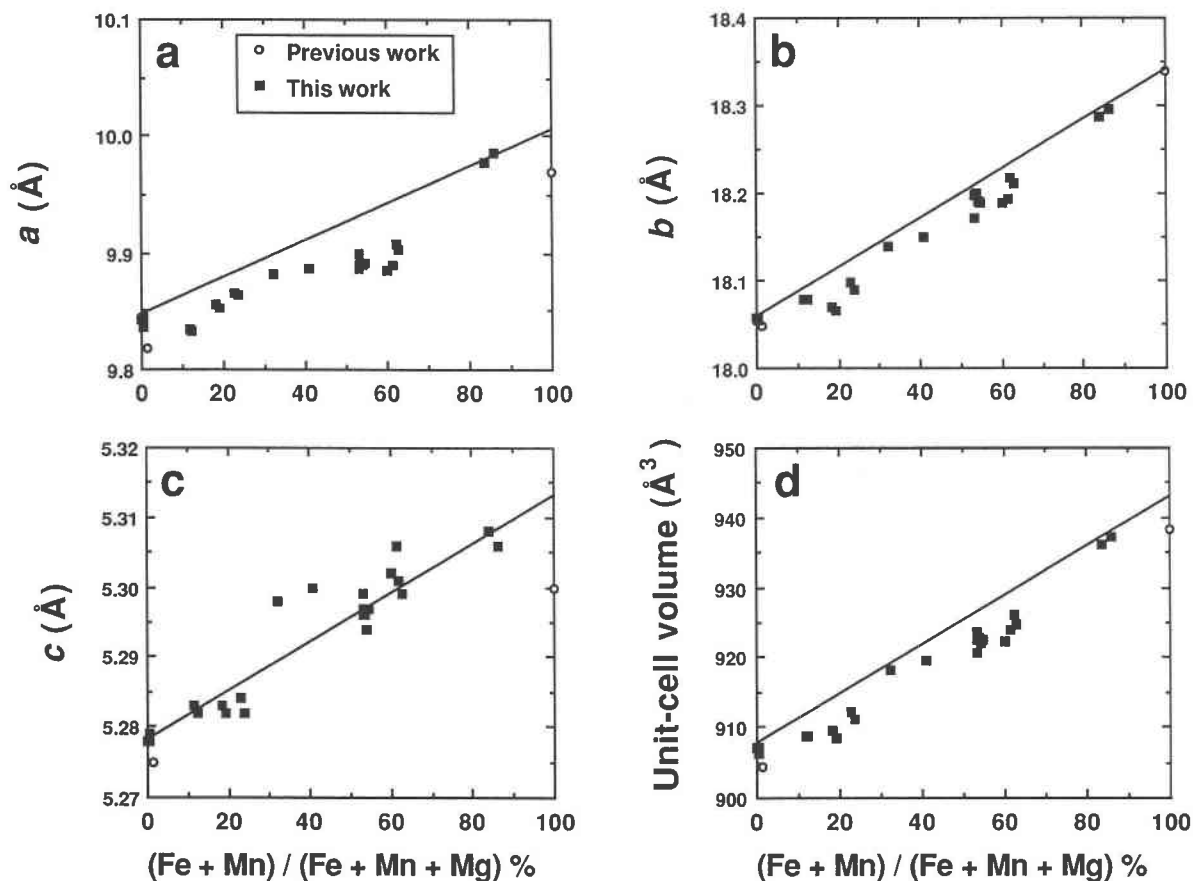 10.1
10.0
9.9
9.8
0 20 40 60 80 100
a (Å)
a
Previous work
This work
18.4
18.3
18.2
18.1
18.0
0 20 40 60 80 100
b (Å)
b
5.32
5.31
5.30
5.29
5.28
5.27
0 20 40 60 80 100
c (Å)
c
(Fe + Mn) / (Fe + Mn + Mg) %
950
940
930
920
910
900
0 20 40 60 80 100
Unit-cell volume (Å³)
d
(Fe + Mn) / (Fe + Mn + Mg) %